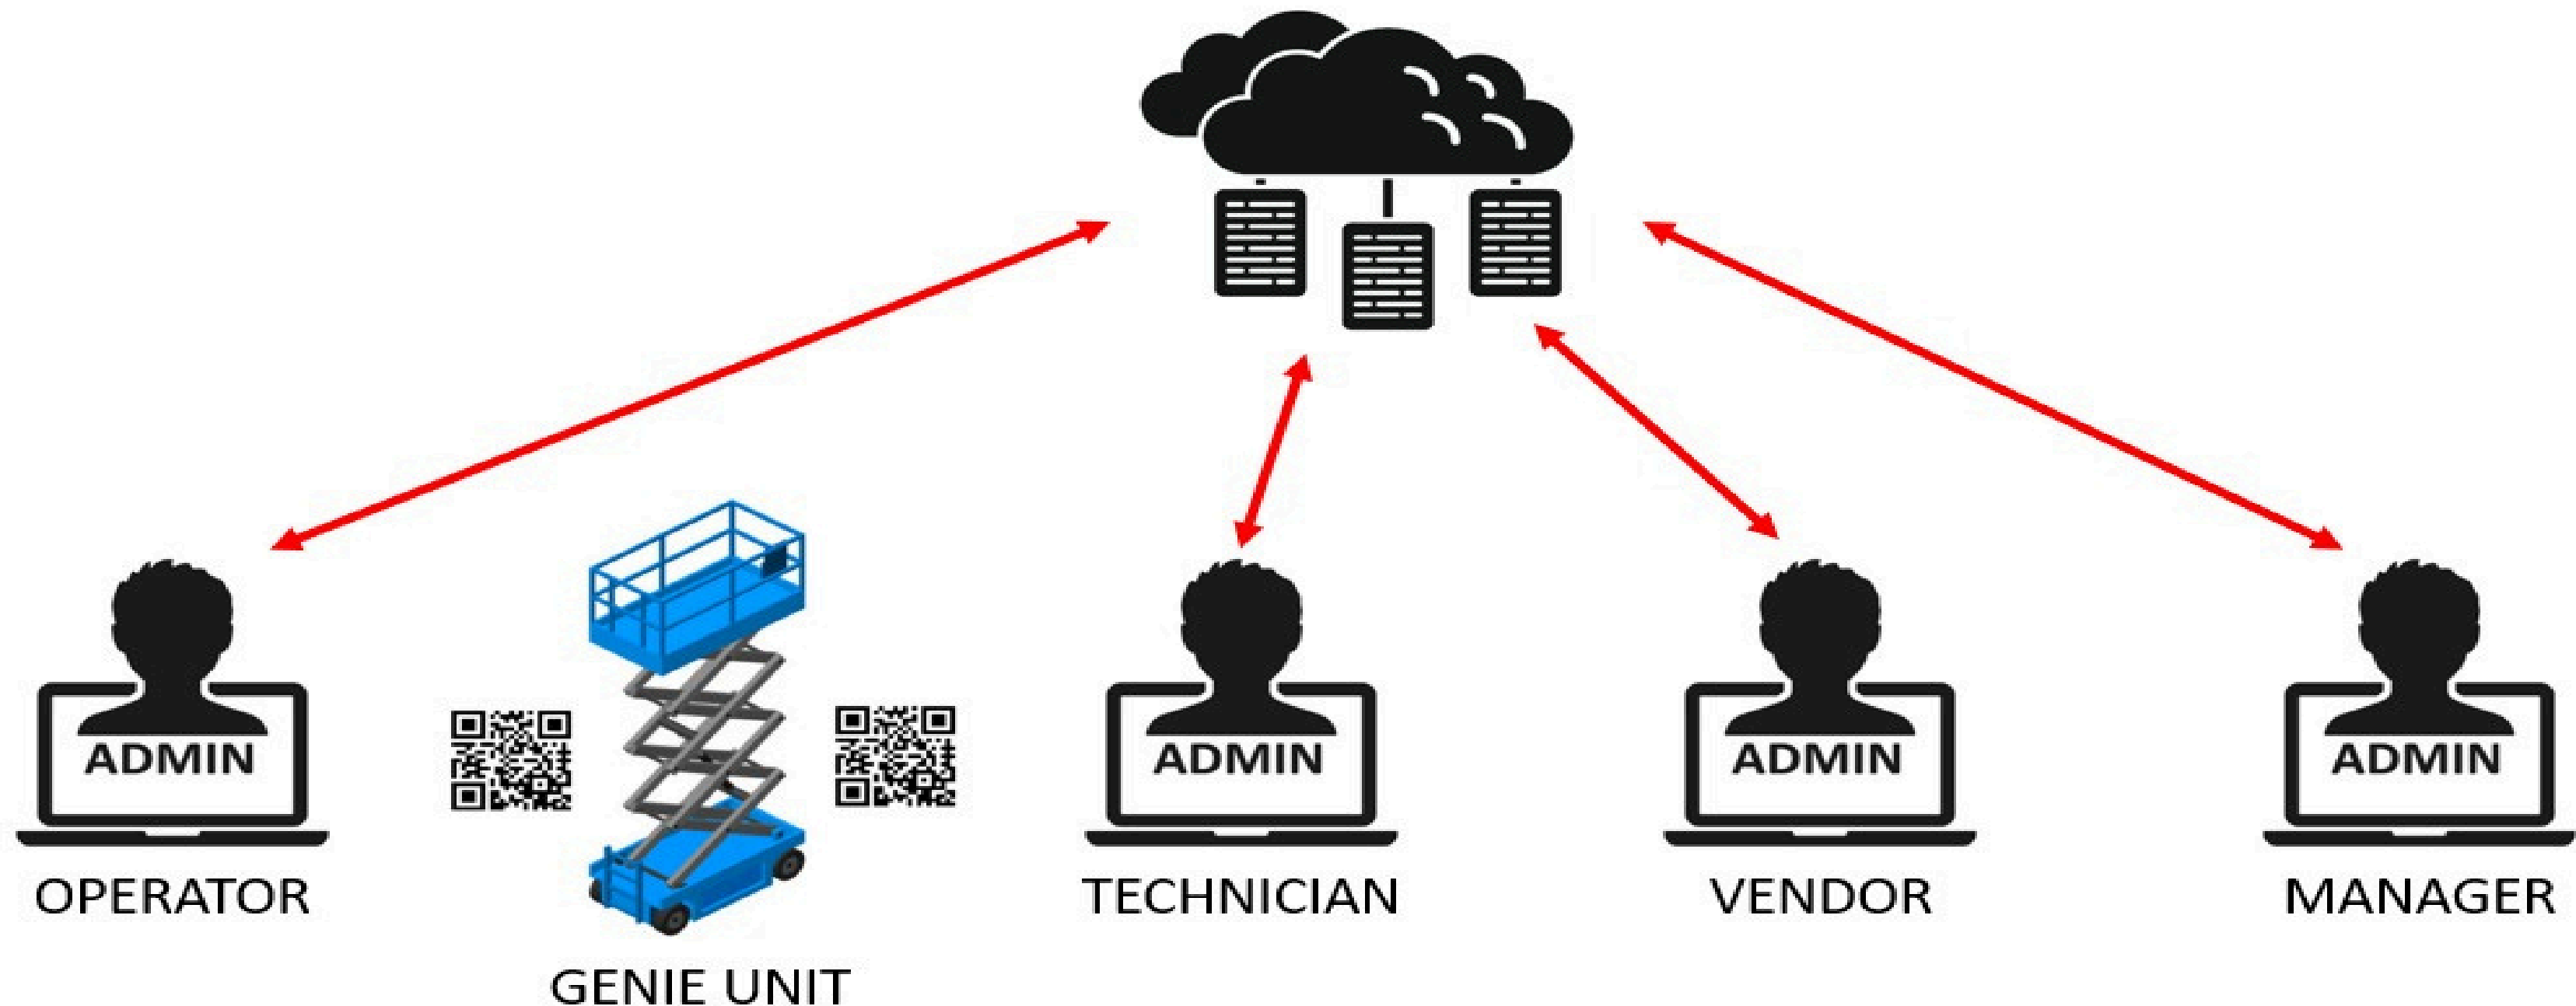 ADMIN
OPERATOR
GENIE UNIT
ADMIN
TECHNICIAN
ADMIN
VENDOR
ADMIN
MANAGER